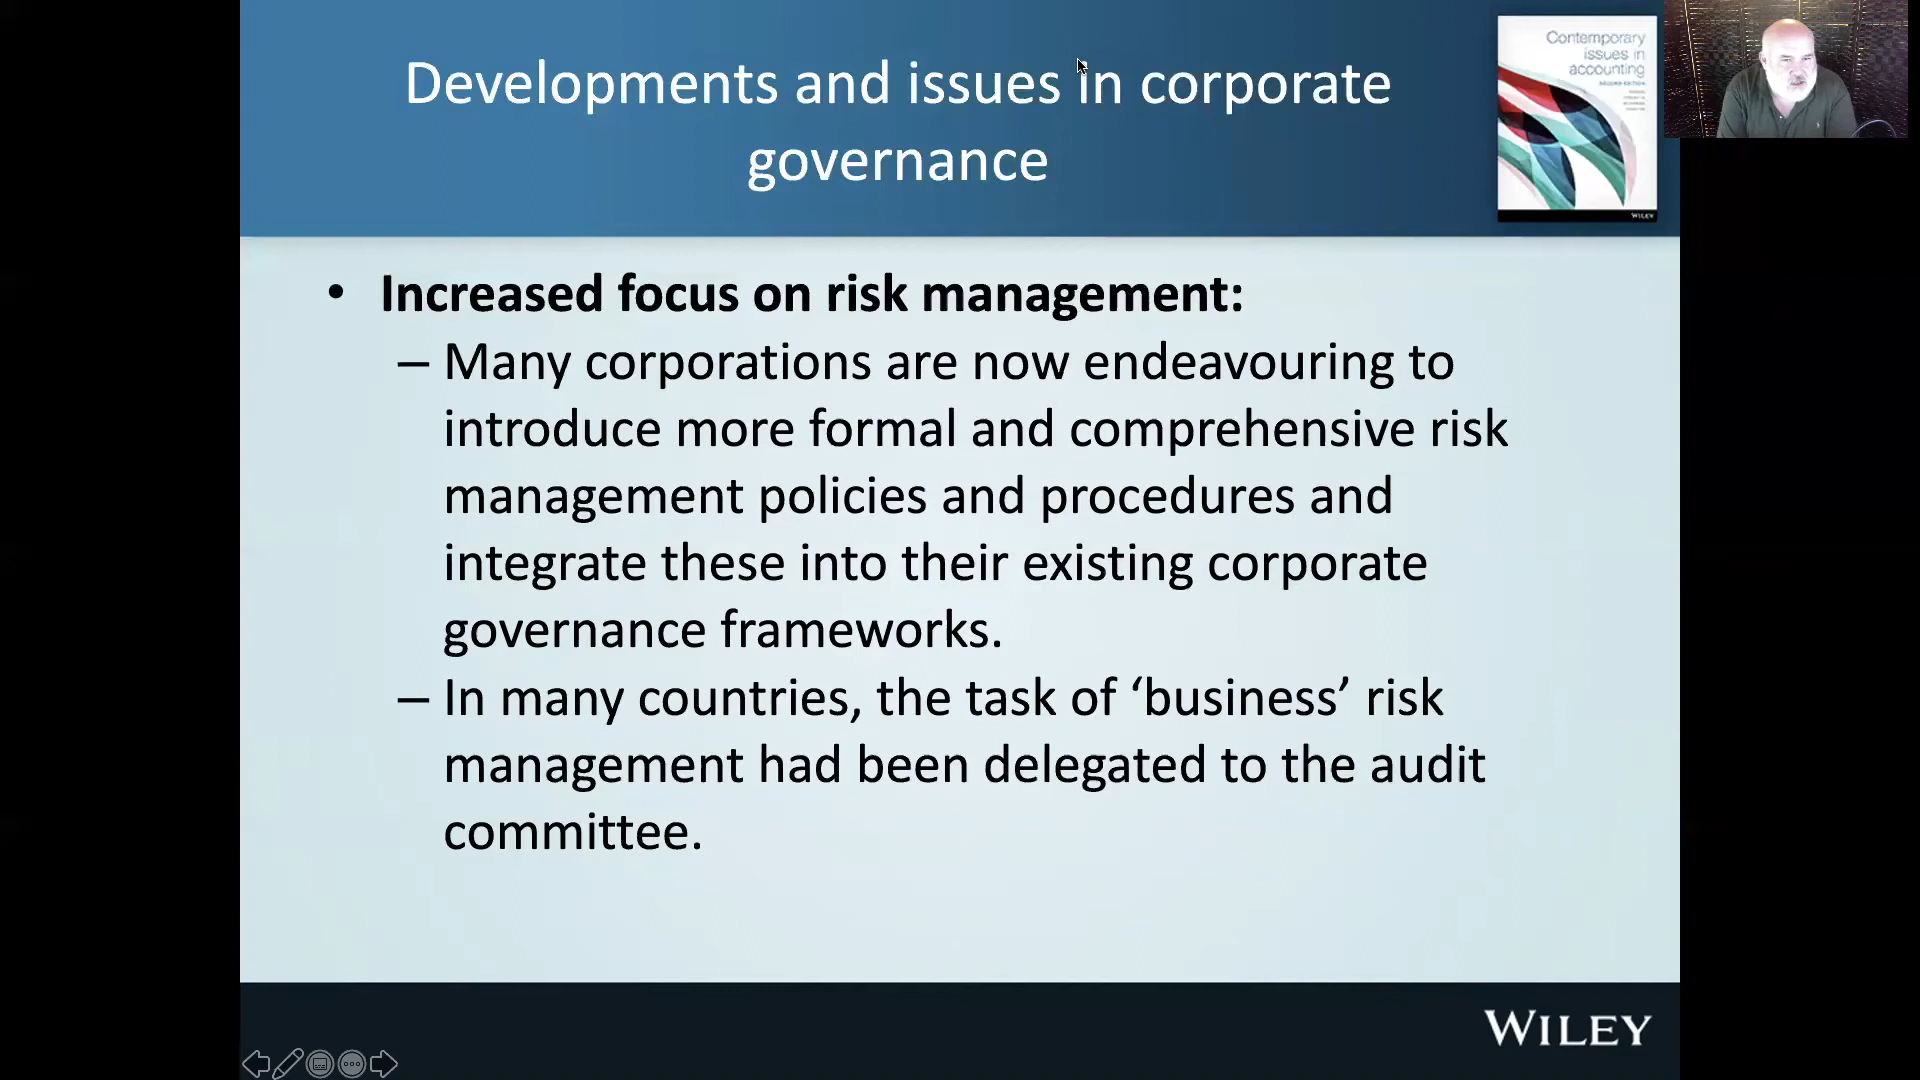 Developments and issues in corporate
governance
Contemporary
issues in
accounting
SECOND EDITION
WILEY
• Increased focus on risk management:
– Many corporations are now endeavouring to
introduce more formal and comprehensive risk
management policies and procedures and
integrate these into their existing corporate
governance frameworks.
– In many countries, the task of ‘business’ risk
management had been delegated to the audit
committee.
WILEY